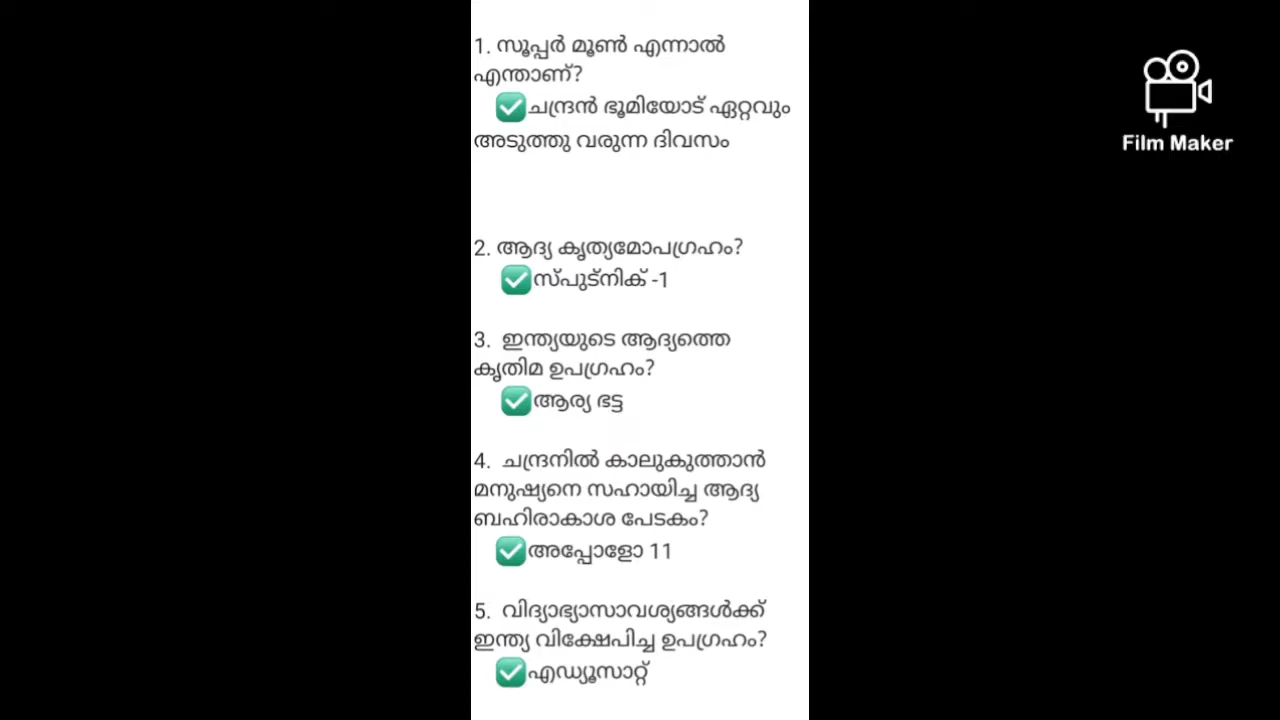 1. സൂപ്പർ മൂൺ എന്നാൽ
എന്താണ്?
✅ചന്ദ്രൻ ഭൂമിയോട് ഏറ്റവും
അടുത്തു വരുന്ന ദിവസം
2. ആദ്യ കൃത്യമോപഗ്രഹം?
✅സ്പുട്നിക് -1
3. ഇന്ത്യയുടെ ആദ്യത്തെ
കൃതിമ ഉപഗ്രഹം?
✅ആര്യ ഭട്ട
4. ചന്ദ്രനിൽ കാലുകുത്താൻ
മനുഷ്യനെ സഹായിച്ച ആദ്യ
ബഹിരാകാശ പേടകം?
✅അപ്പോളോ 11
5. വിദ്യാഭ്യാസാവശ്യങ്ങൾക്ക്
ഇന്ത്യ വിക്ഷേപിച്ച ഉപഗ്രഹം?
✅എഡ്യൂസാറ്റ്
Film Maker